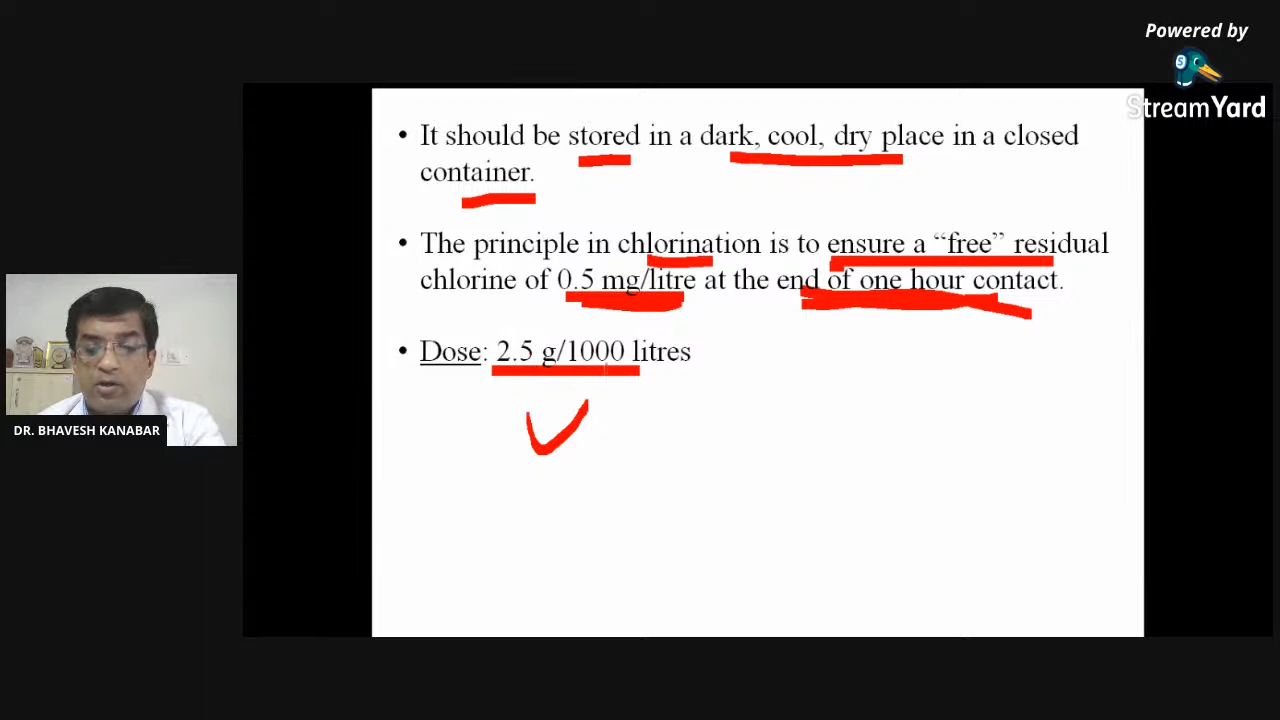 Powered by
StreamYard
• It should be stored in a dark, cool, dry place in a closed
container.
• The principle in chlorination is to ensure a “free” residual
chlorine of 0.5 mg/litre at the end of one hour contact.
• Dose: 2.5 g/1000 litres
DR. BHAVESH KANABAR